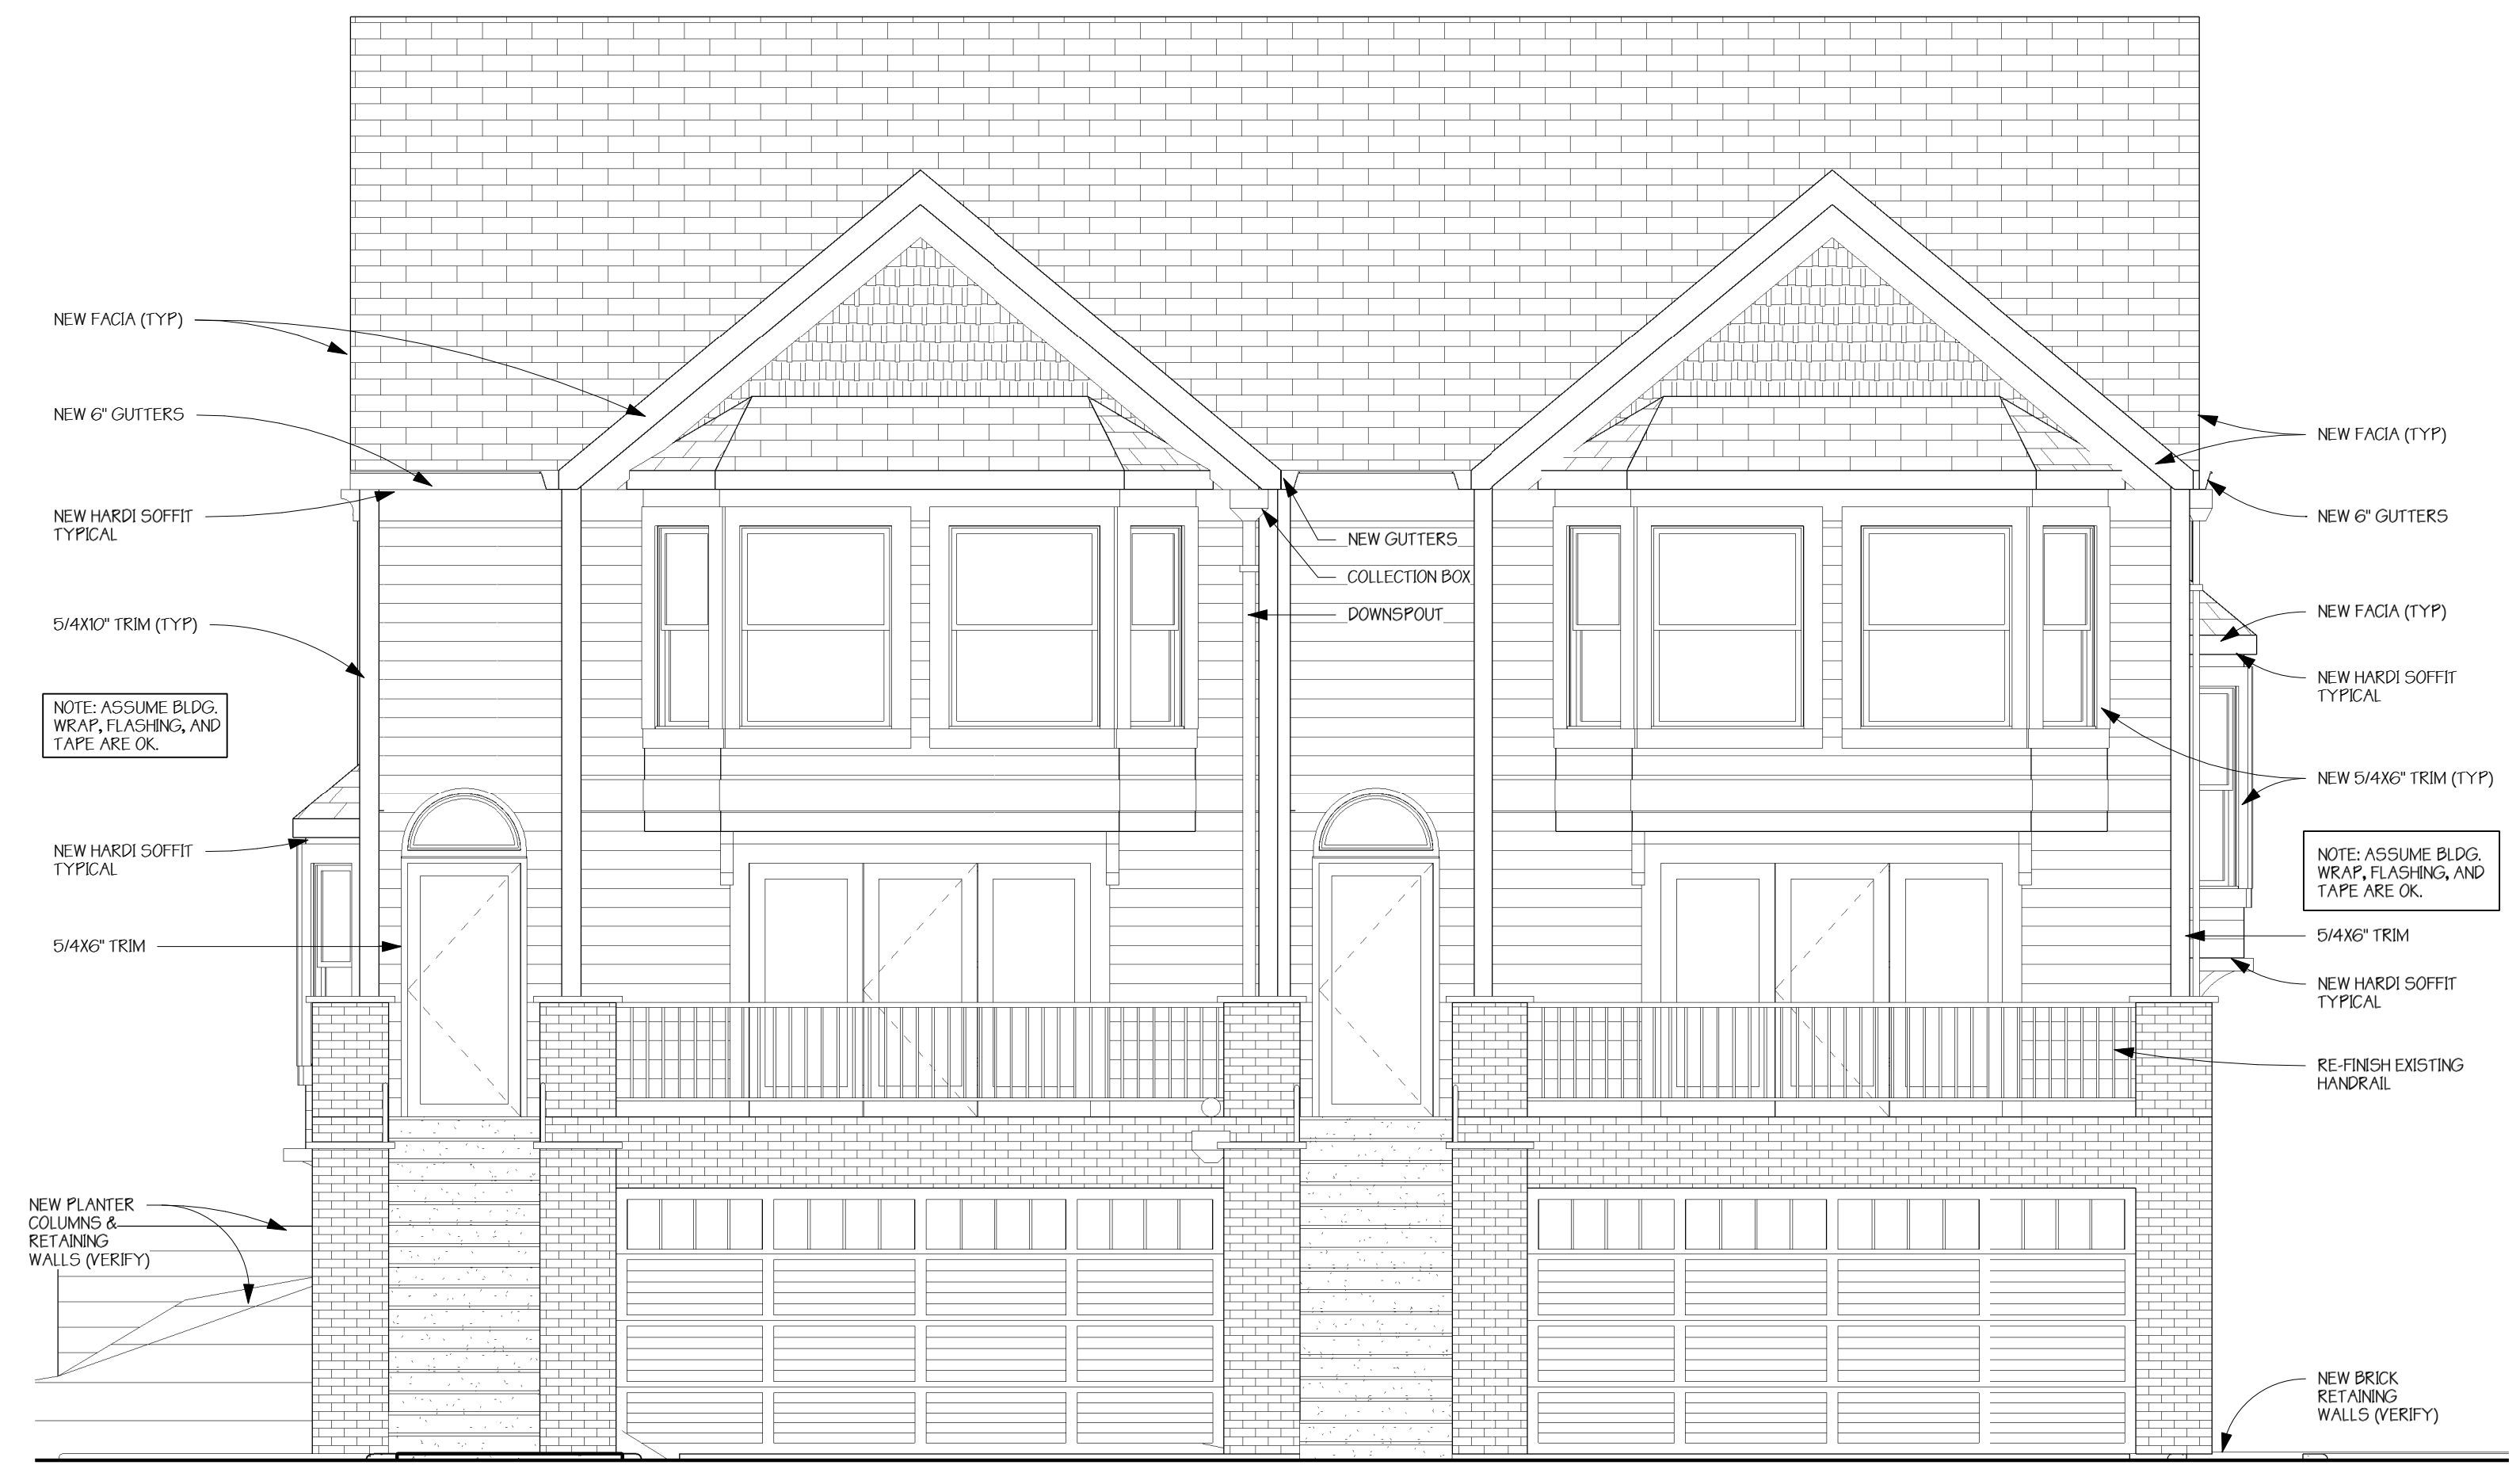 NEW FACIA (TYP)
NEW 6" GUTTERS
NEW HARDI SOFFIT
TYPICAL
5/4X10" TRIM (TYP)
NOTE: ASSUME BLDG.
WRAP, FLASHING, AND
TAPE ARE OK.
NEW HARDI SOFFIT
TYPICAL
5/4X6" TRIM
NEW PLANTER
COLUMNS &
RETAINING
WALLS (VERIFY)
NEW GUTTERS
COLLECTION BOX
DOWNSPOUT
NEW FACIA (TYP)
NEW 6" GUTTERS
NEW FACIA (TYP)
NEW HARDI SOFFIT
TYPICAL
NEW 5/4X6" TRIM (TYP)
NOTE: ASSUME BLDG.
WRAP, FLASHING, AND
TAPE ARE OK.
5/4X6" TRIM
NEW HARDI SOFFIT
TYPICAL
RE-FINISH EXISTING
HANDRAIL
NEW BRICK
RETAINING
WALLS (VERIFY)